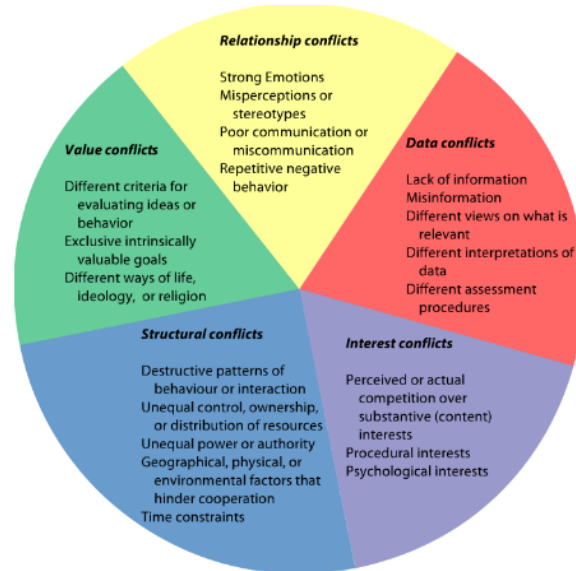 Relationship conflicts
Strong Emotions
Misperceptions or
stereotypes
Poor communication or
miscommunication
Repetitive negative
behavior
Data conflicts
Lack of information
Misinformation
Different views on what is
relevant
Different interpretations of
data
Different assessment
procedures
Interest conflicts
Perceived or actual
competition over
substantive (content)
interests
Procedural interests
Psychological interests
Structural conflicts
Destructive patterns of
behaviour or interaction
Unequal control, ownership,
or distribution of resources
Unequal power or authority
Geographical, physical, or
environmental factors that
hinder cooperation
Time constraints
Value conflicts
Different criteria for
evaluating ideas or
behavior
Exclusive intrinsically
valuable goals
Different ways of life,
ideology, or religion